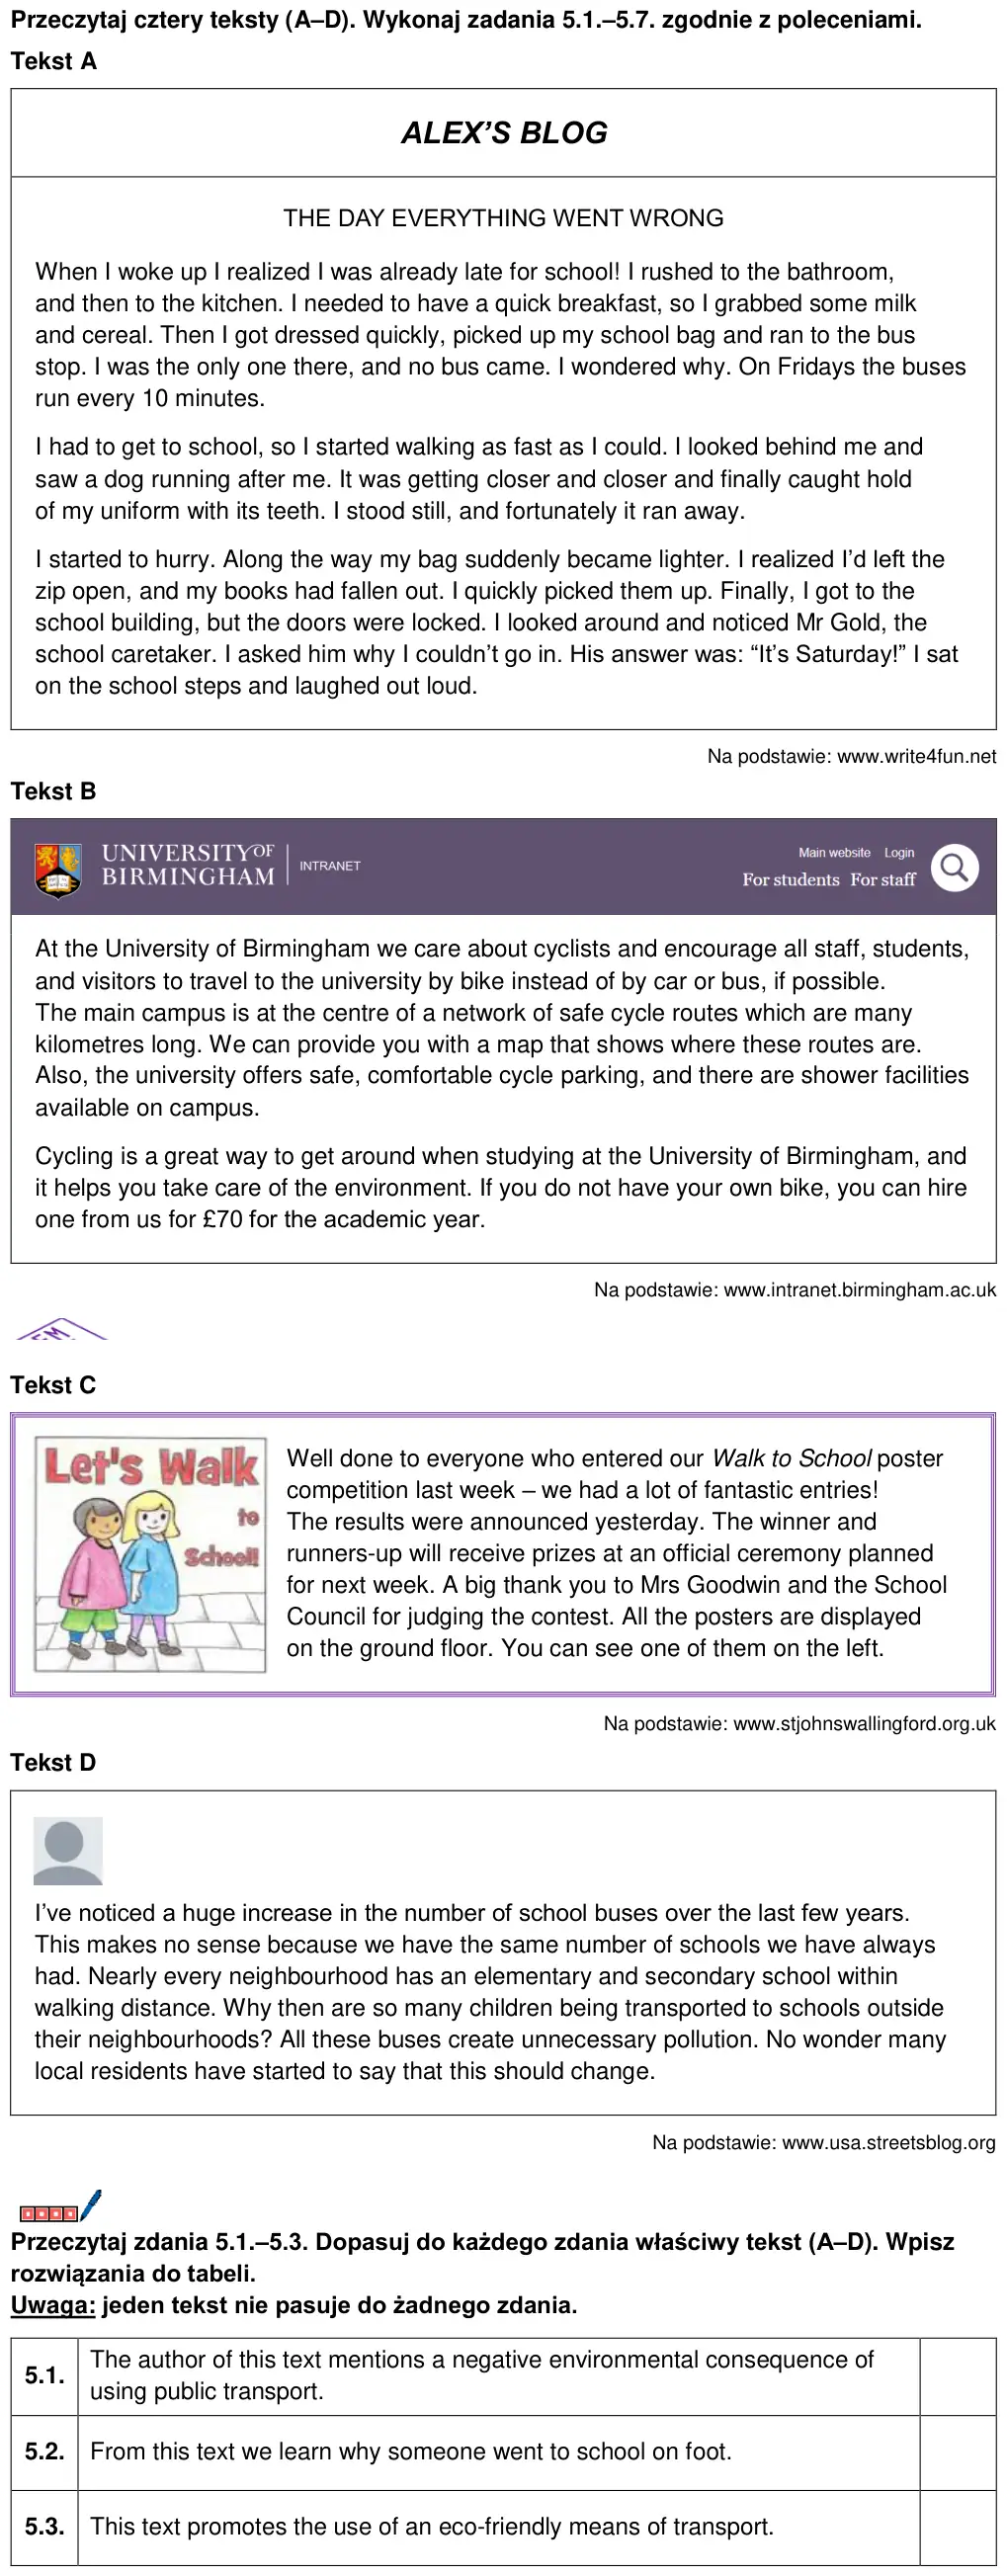 Przeczytaj cztery teksty (A–D). Wykonaj zadania 5.1.–5.7. zgodnie z poleceniami.
Tekst A
ALEX'S BLOG
THE DAY EVERYTHING WENT WRONG
When I woke up I realized I was already late for school! I rushed to the bathroom,
and then to the kitchen. I needed to have a quick breakfast, so I grabbed some milk
and cereal. Then I got dressed quickly, picked up my school bag and ran to the bus
stop. I was the only one there, and no bus came. I wondered why. On Fridays the buses
run every 10 minutes.
I had to get to school, so I started walking as fast as I could. I looked behind me and
saw a dog running after me. It was getting closer and closer and finally caught hold
of my uniform with its teeth. I stood still, and fortunately it ran away.
I started to hurry. Along the way my bag suddenly became lighter. I realized I'd left the
zip open, and my books had fallen out. I quickly picked them up. Finally, I got to the
school building, but the doors were locked. I looked around and noticed Mr Gold, the
school caretaker. I asked him why I couldn't go in. His answer was: “It's Saturday!” I sat
on the school steps and laughed out loud.
Na podstawie: www.write4fun.net
Tekst B
UNIVERSITY OF
BIRMINGHAM
INTRANET
Main website Login
For students For staff
At the University of Birmingham we care about cyclists and encourage all staff, students,
and visitors to travel to the university by bike instead of by car or bus, if possible.
The main campus is at the centre of a network of safe cycle routes which are many
kilometres long. We can provide you with a map that shows where these routes are.
Also, the university offers safe, comfortable cycle parking, and there are shower facilities
available on campus.
Cycling is a great way to get around when studying at the University of Birmingham, and
it helps you take care of the environment. If you do not have your own bike, you can hire
one from us for £70 for the academic year.
Na podstawie: www.intranet.birmingham.ac.uk
Tekst C
Let's Walk
to
School!
Well done to everyone who entered our Walk to School poster
competition last week – we had a lot of fantastic entries!
The results were announced yesterday. The winner and
runners-up will receive prizes at an official ceremony planned
for next week. A big thank you to Mrs Goodwin and the School
Council for judging the contest. All the posters are displayed
on the ground floor. You can see one of them on the left.
Na podstawie: www.stjohnswallingford.org.uk
Tekst D
I've noticed a huge increase in the number of school buses over the last few years.
This makes no sense because we have the same number of schools we have always
had. Nearly every neighbourhood has an elementary and secondary school within
walking distance. Why then are so many children being transported to schools outside
their neighbourhoods? All these buses create unnecessary pollution. No wonder many
local residents have started to say that this should change.
Na podstawie: www.usa.streetsblog.org
Przeczytaj zdania 5.1.–5.3. Dopasuj do każdego zdania właściwy tekst (A–D). Wpisz
rozwiązania do tabeli.
Uwaga: jeden tekst nie pasuje do żadnego zdania.
5.1. The author of this text mentions a negative environmental consequence of
using public transport.
5.2. From this text we learn why someone went to school on foot.
5.3. This text promotes the use of an eco-friendly means of transport.